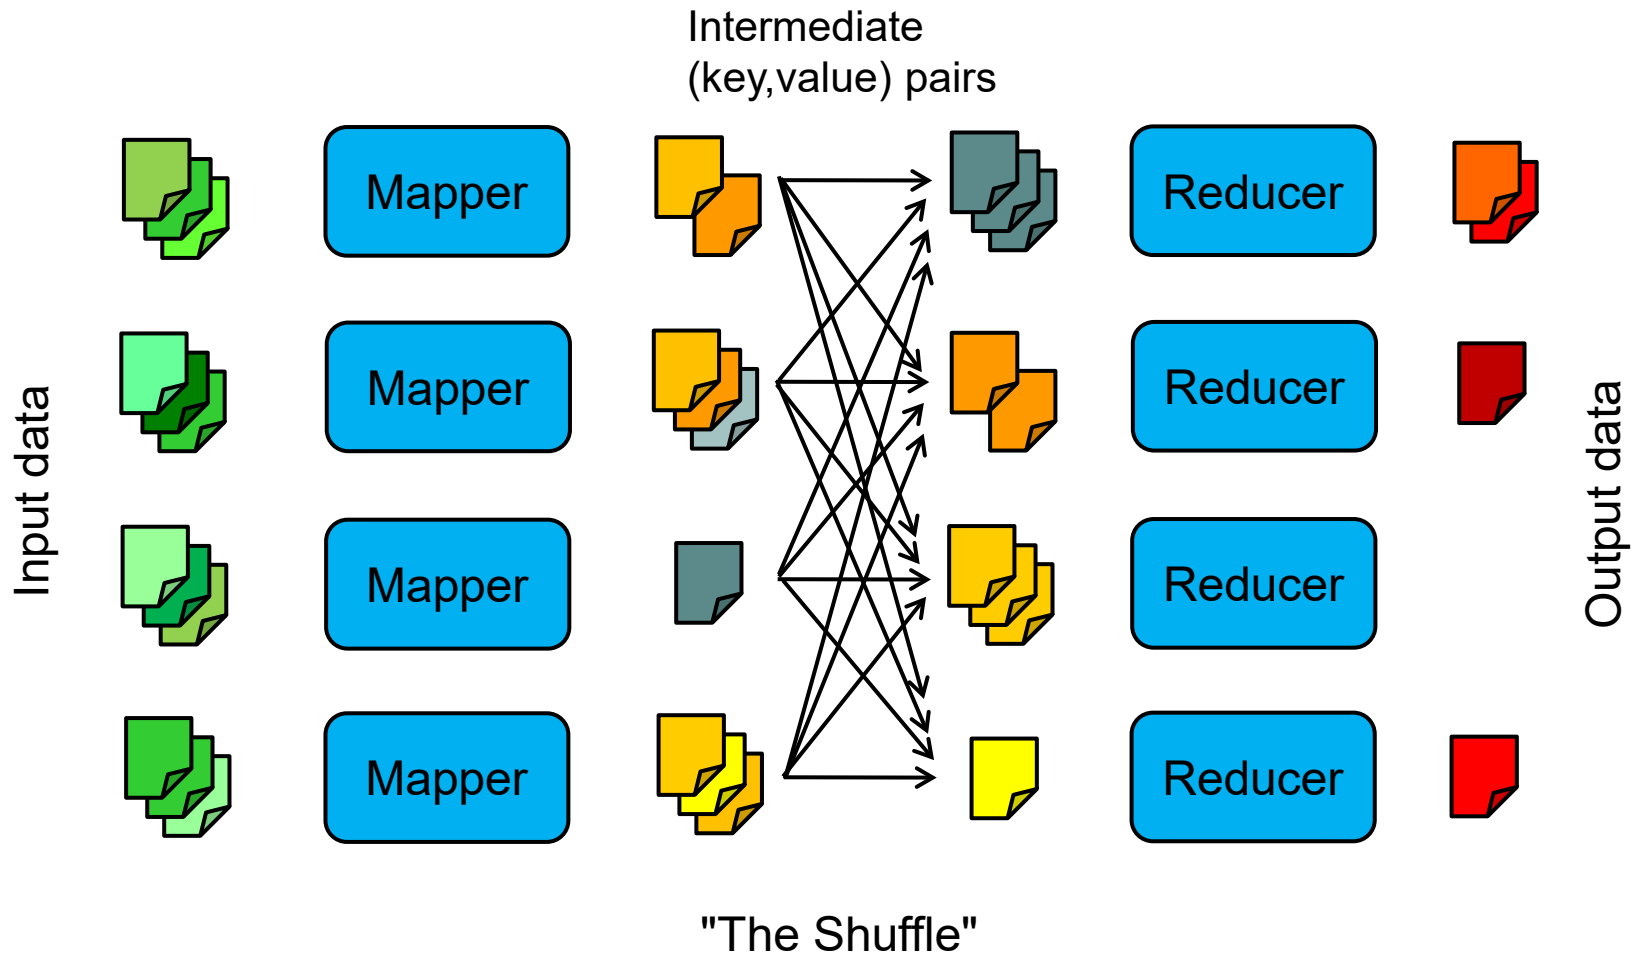 Intermediate
(key,value) pairs
Mapper
Reducer
Mapper
Reducer
Input data
Output data
Mapper
Reducer
Mapper
Reducer
"The Shuffle"